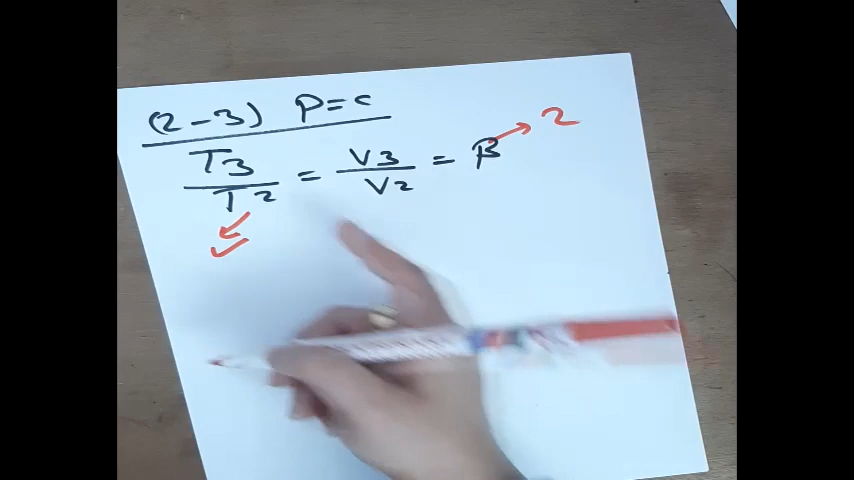 (2-3) P=c
T3/T2 = V3/V2 = β → 2